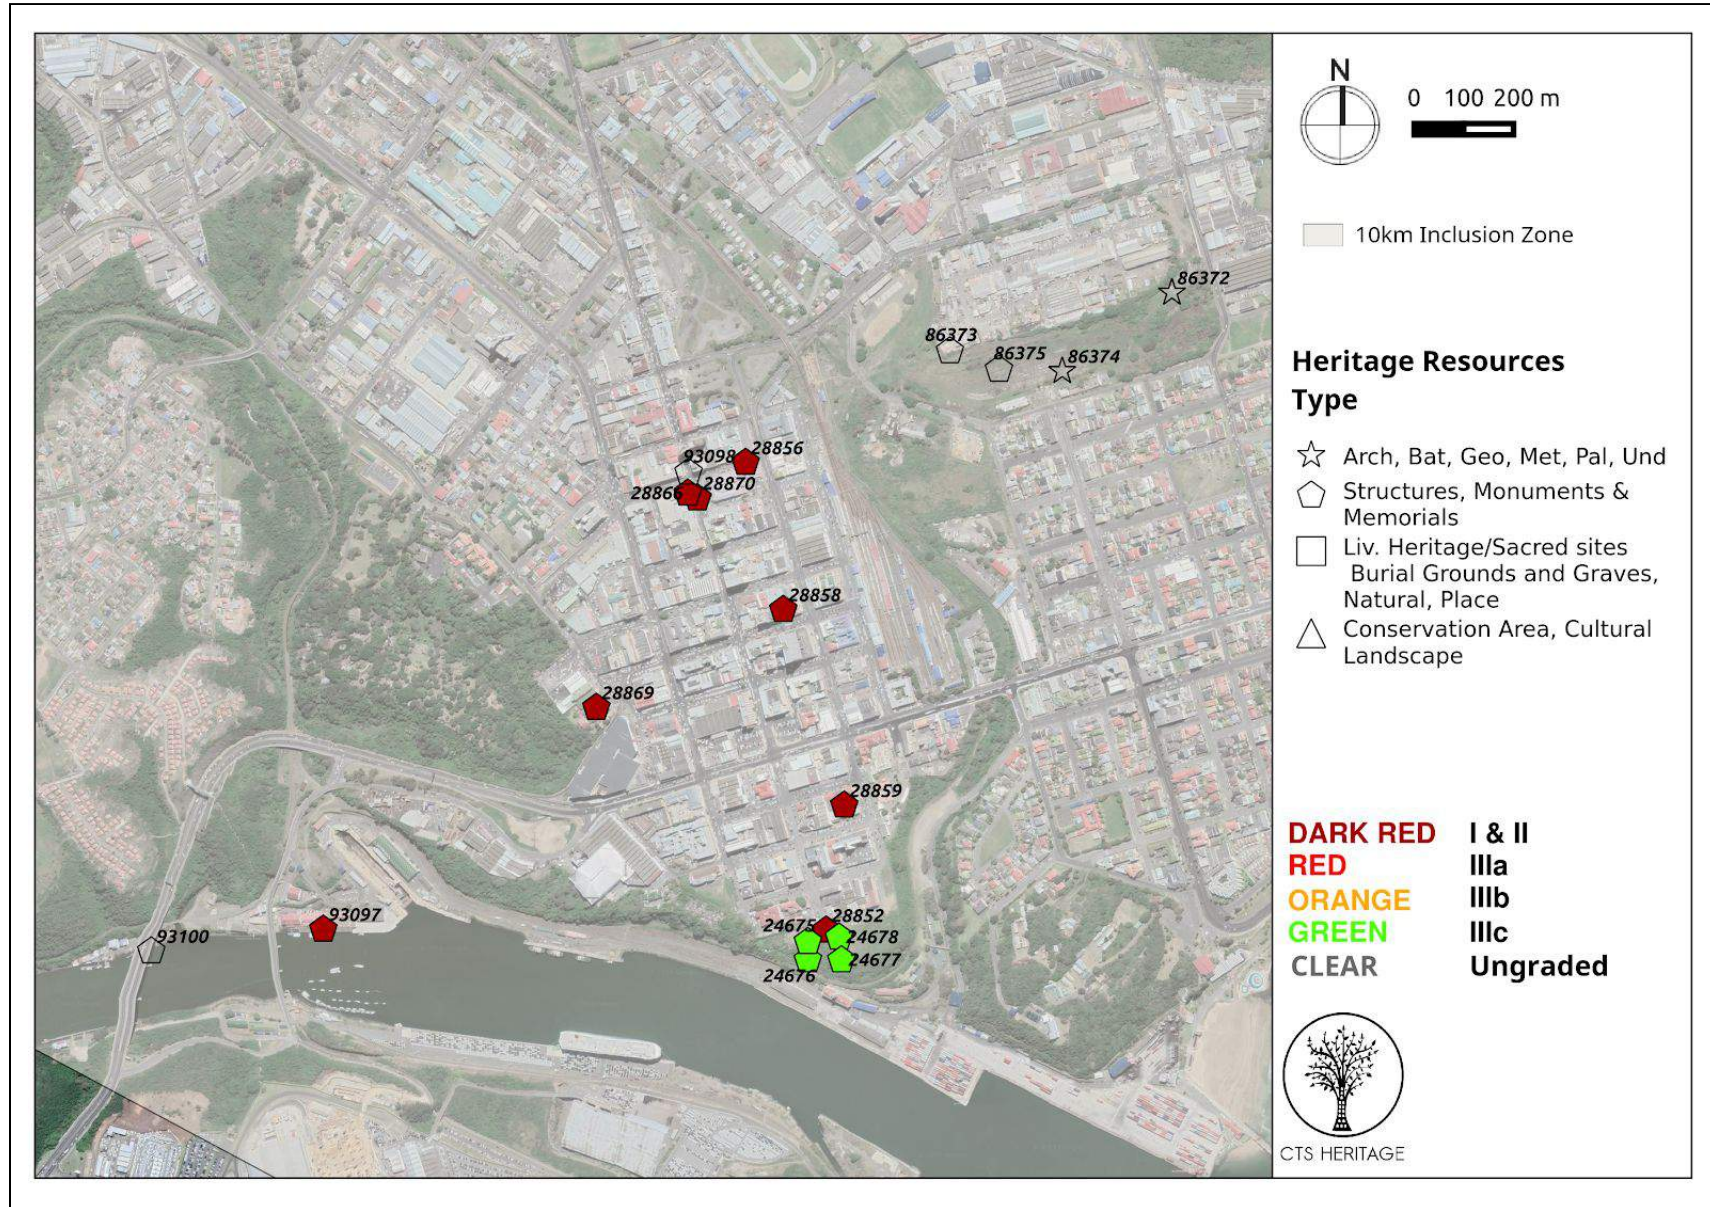 N
0 100 200 m
10km Inclusion Zone
Heritage Resources
Type
Arch, Bat, Geo, Met, Pal, Und
Structures, Monuments &
Memorials
Liv. Heritage/Sacred sites
Burial Grounds and Graves,
Natural, Place
Conservation Area, Cultural
Landscape
DARK RED I & II
RED IIIa
ORANGE IIIb
GREEN IIIc
CLEAR Ungraded
CTS HERITAGE
86372
86373
86375
86374
28856
93098
28870
28866
28858
28869
28859
93097
93100
28852
24675
24678
24677
24676